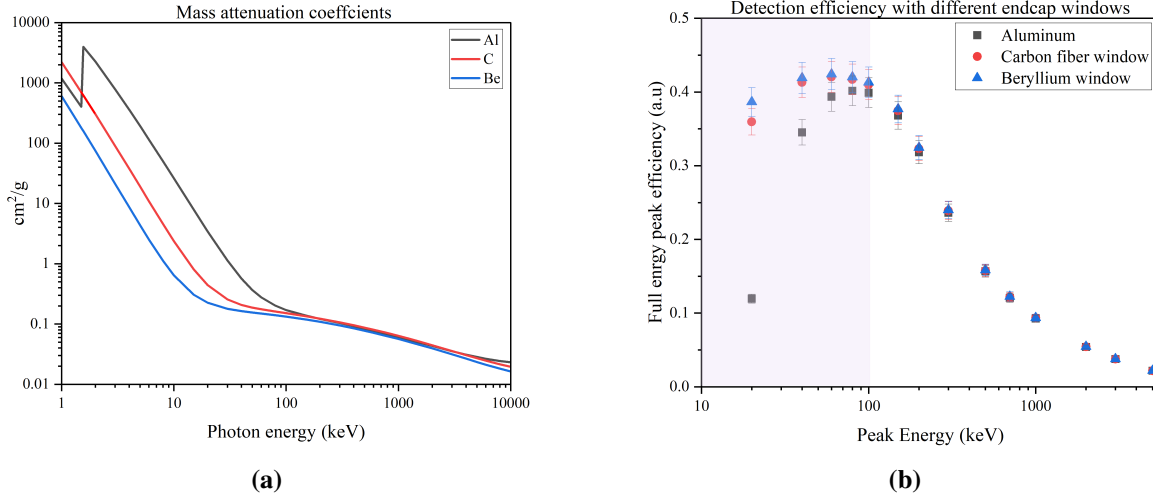 Mass attenuation coeffcients
10000
1000
100
10
1
0.1
0.01
cm²/g
Al
C
Be
1
10
100
1000
10000
Photon energy (keV)
(a)
Detection efficiency with different endcap windows
0.5
0.4
0.3
0.2
0.1
0.0
Full enrgy peak efficiency (a.u)
Aluminum
Carbon fiber window
Beryllium window
10
100
1000
Peak Energy (keV)
(b)